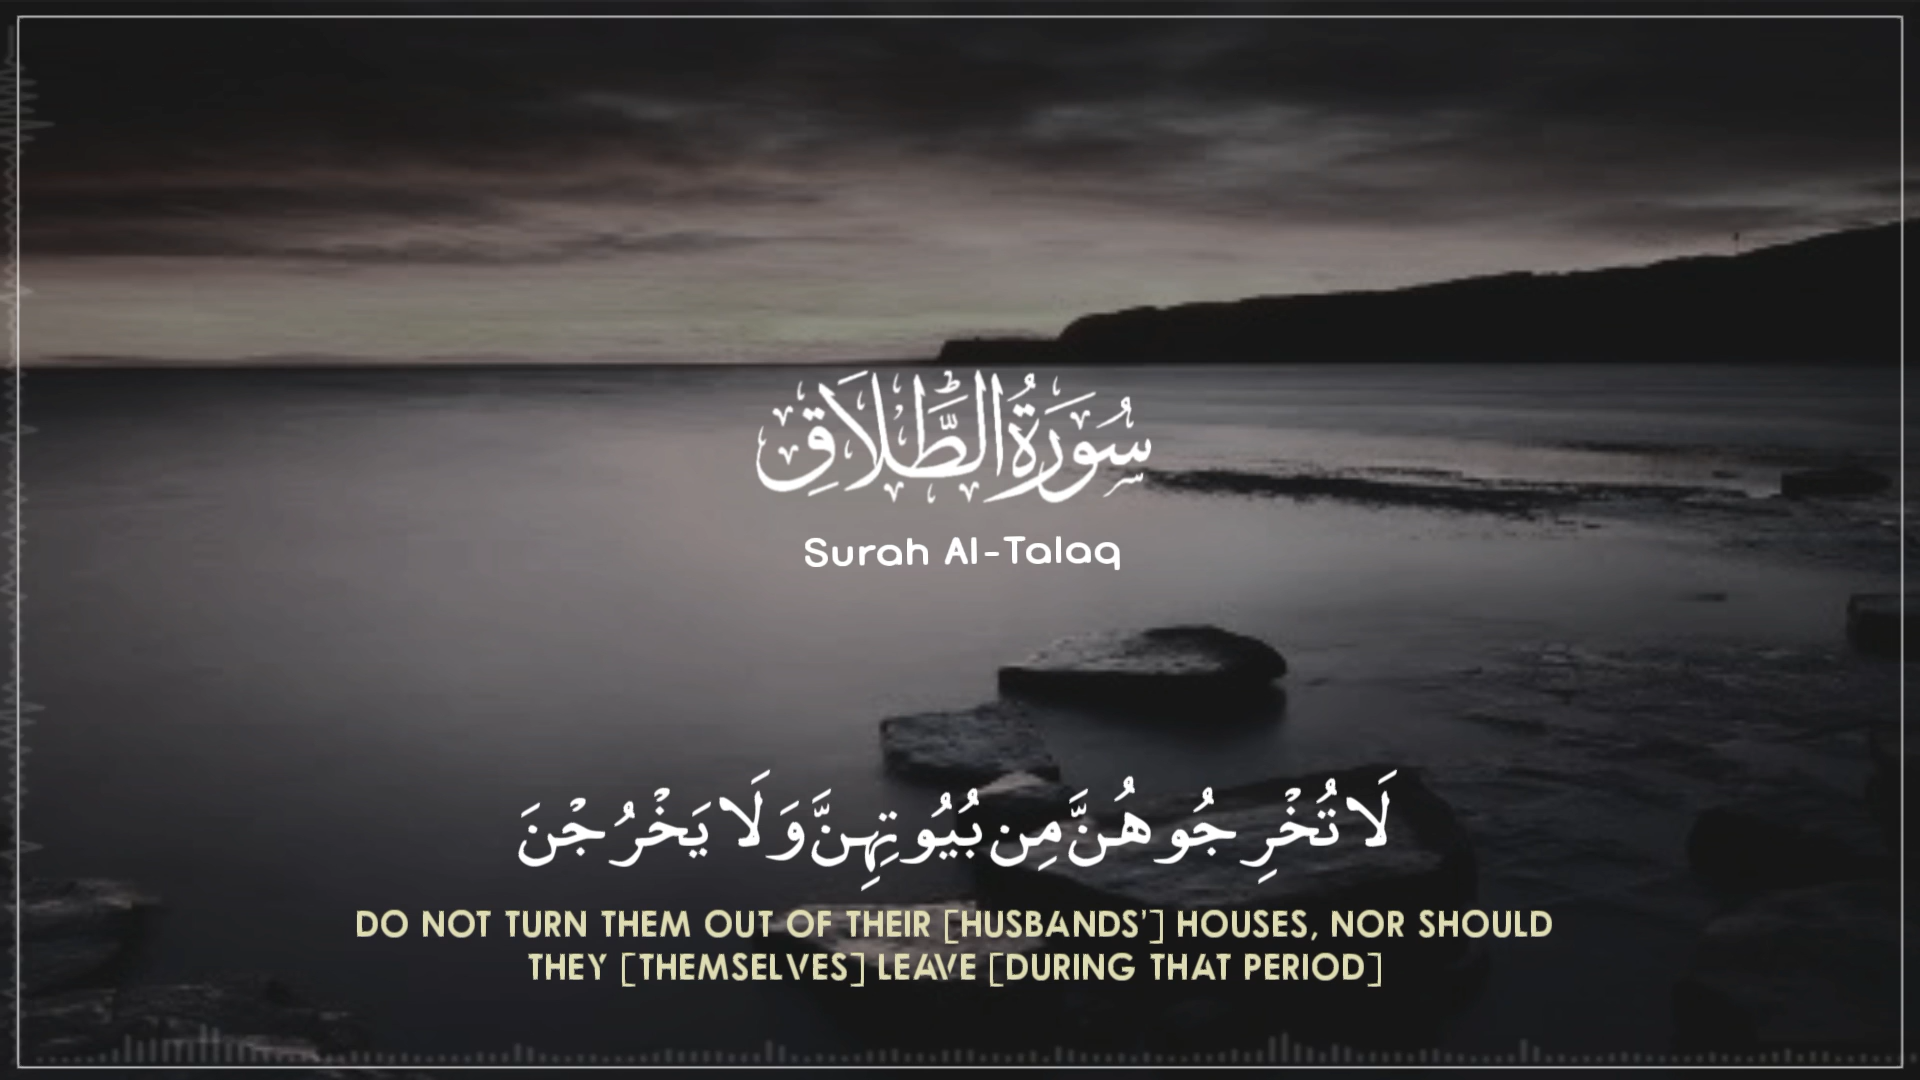 سُورَةُ الطَّلَاقِ
Surah Al-Talaq
لَا تُخْرِجُوهُنَّ مِن بُيُوتِهِنَّ وَلَا يَخْرُجْنَ
DO NOT TURN THEM OUT OF THEIR [HUSBANDS'] HOUSES, NOR SHOULD
THEY [THEMSELVES] LEAVE [DURING THAT PERIOD]